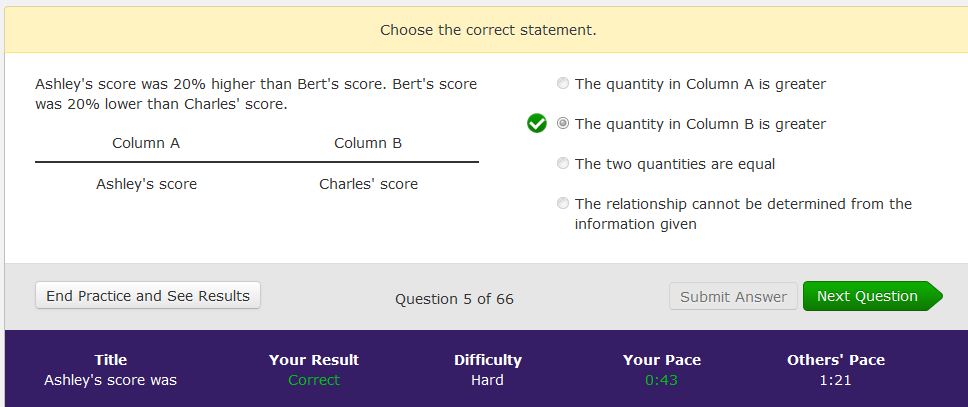 Choose the correct statement.
Ashley's score was 20% higher than Bert's score. Bert's score
was 20% lower than Charles' score.
Column A Column B
Ashley's score Charles' score
The quantity in Column A is greater
The quantity in Column B is greater
The two quantities are equal
The relationship cannot be determined from the
information given
End Practice and See Results Question 5 of 66 Submit Answer Next Question
Title Your Result Difficulty Your Pace Others' Pace
Ashley's score was Correct Hard 0:43 1:21